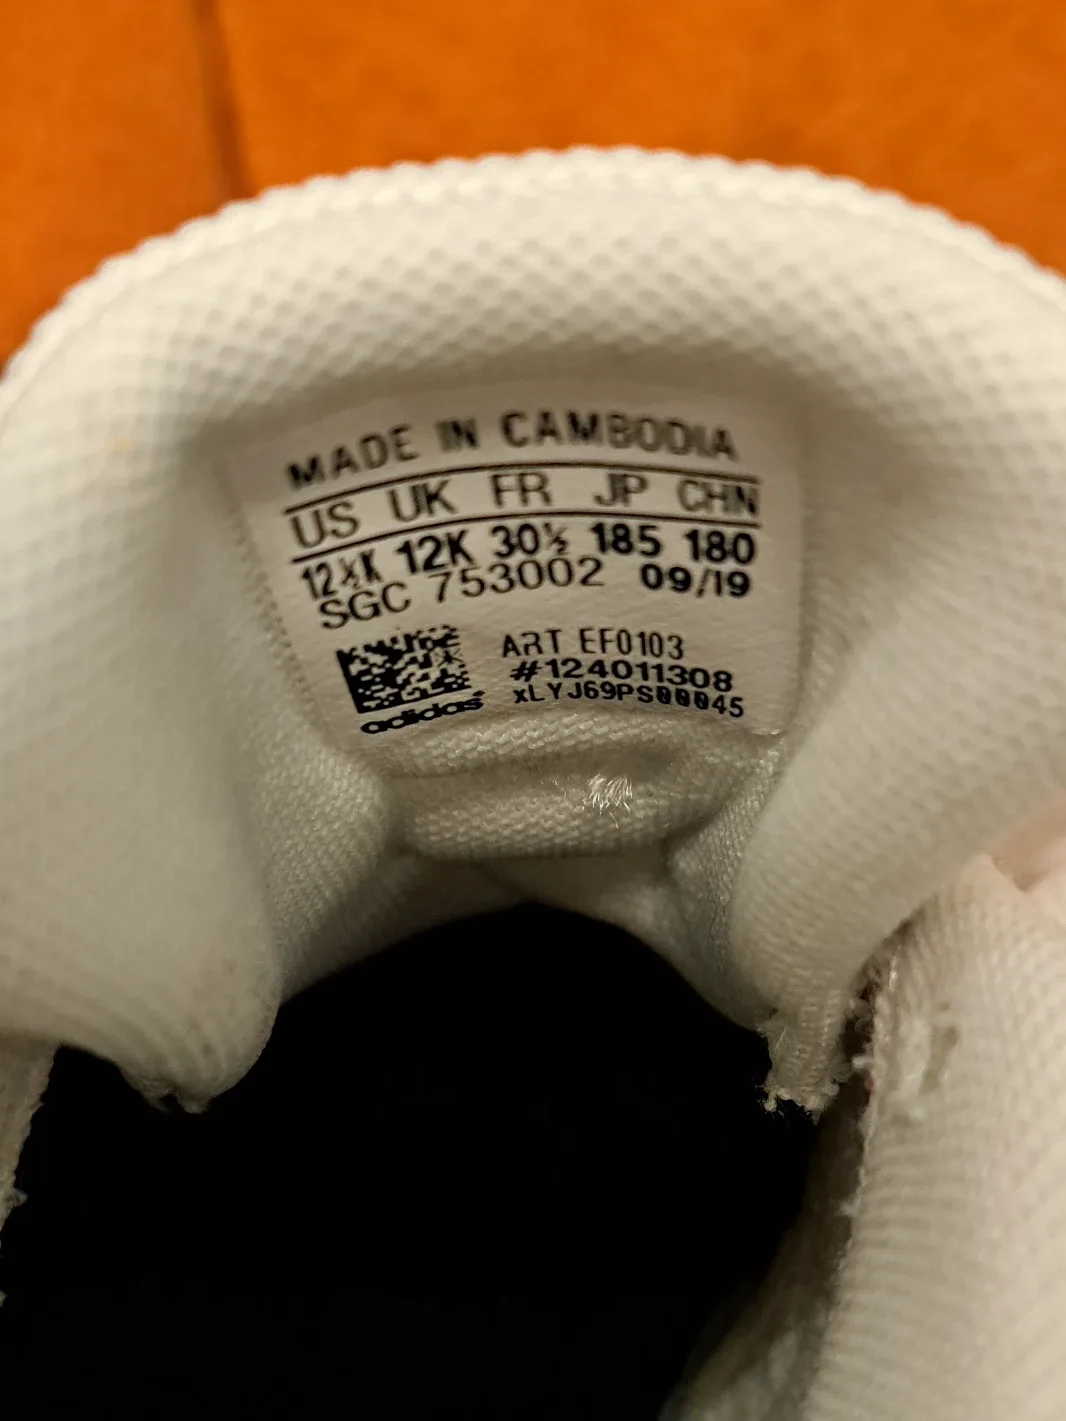 MADE IN CAMBODIA
US UK FR JP CHN
12½K 12K 30½ 185 180
SGC 753002 09/19
ART EF0103
#124011308
xLYJ69PS00045
adidas